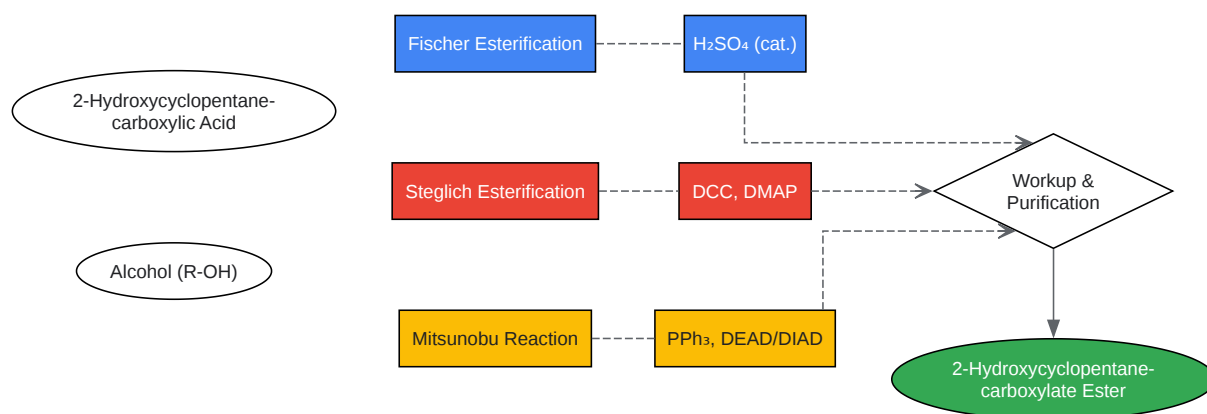 Fischer Esterification
H₂SO₄ (cat.)
2-Hydroxycyclopentane-
carboxylic Acid
Steglich Esterification
DCC, DMAP
Workup &
Purification
Alcohol (R-OH)
Mitsunobu Reaction
PPh₃, DEAD/DIAD
2-Hydroxycyclopentane-
carboxylate Ester